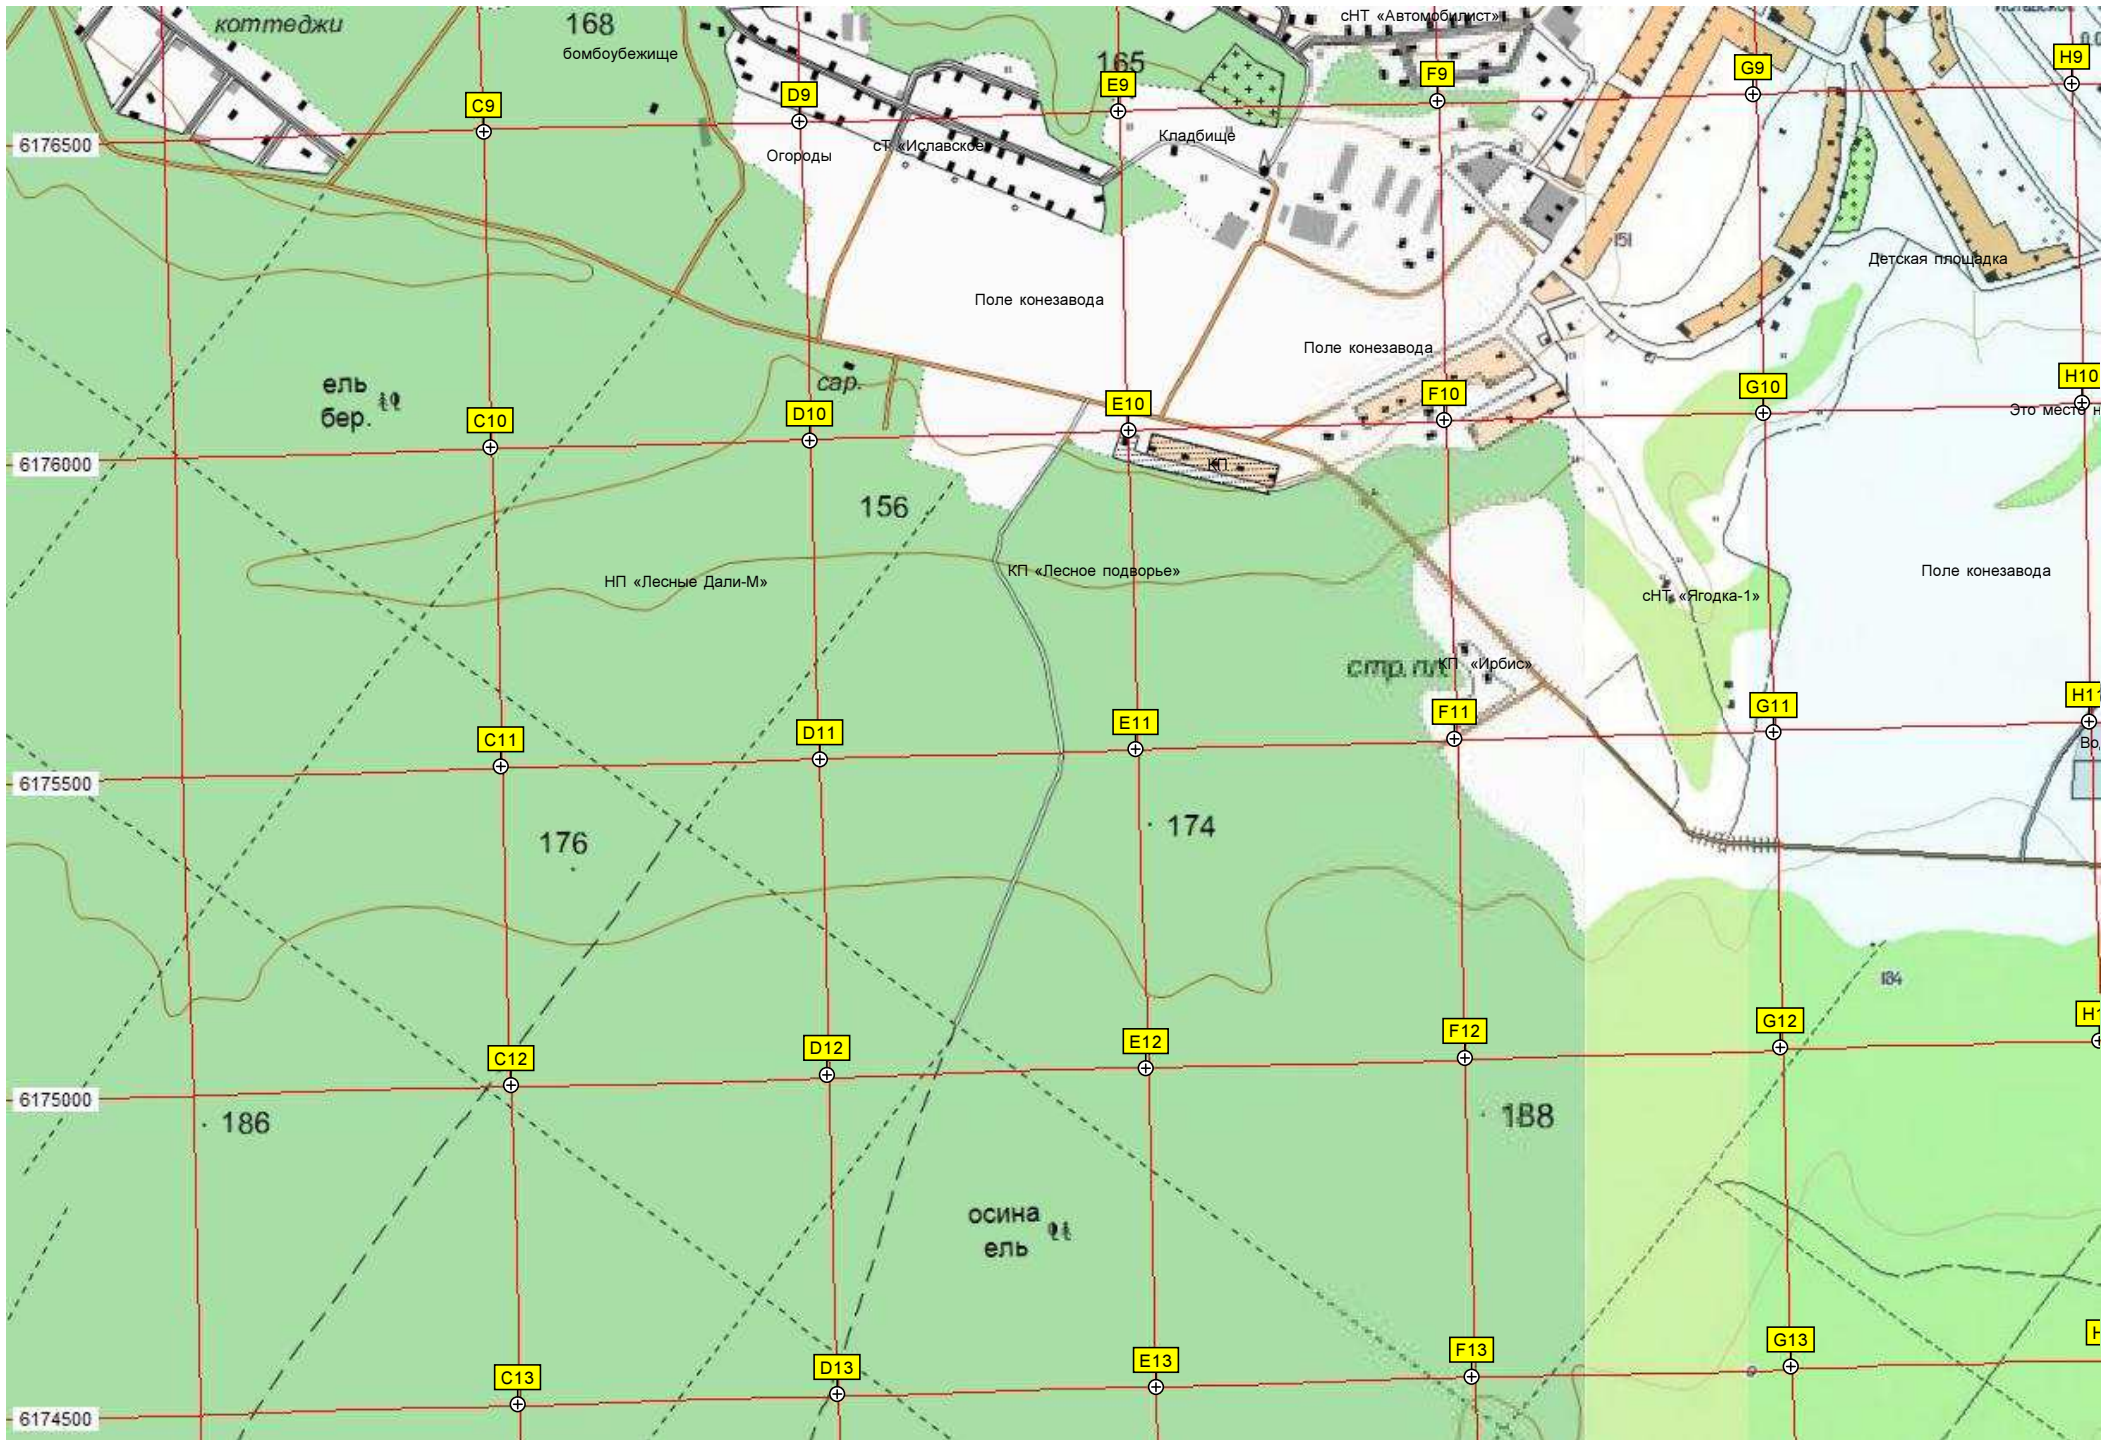 коттеджи
168
бомбоубежище
165
сНТ «Автомобилист»
H9
G9
F9
E9
D9
C9
6176500
Огороды
сТ «Иславское
Кладбище
151
Детская площадка
Поле конезавода
Поле конезавода
ель
бер.
сар.
C10
D10
E10
F10
G10
H10
Это место н
6176000
КП
156
НП «Лесные Дали-М»
КП «Лесное подворье»
Поле конезавода
сНТ «Ягодка-1»
стр. пл.
КП «Ирбис»
C11
D11
E11
F11
G11
H11
Во
6175500
176
174
184
C12
D12
E12
F12
G12
H1
6175000
186
188
осина
ель
C13
D13
E13
F13
G13
H
6174500